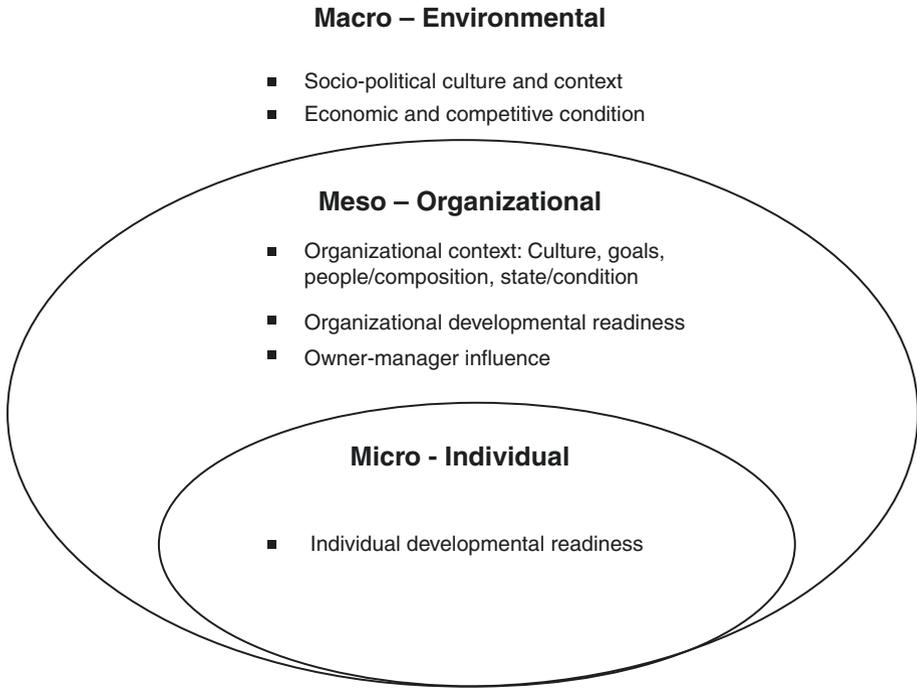 Macro – Environmental
■ Socio-political culture and context
■ Economic and competitive condition
Meso – Organizational
■ Organizational context: Culture, goals,
people/composition, state/condition
■ Organizational developmental readiness
■ Owner-manager influence
Micro - Individual
■ Individual developmental readiness